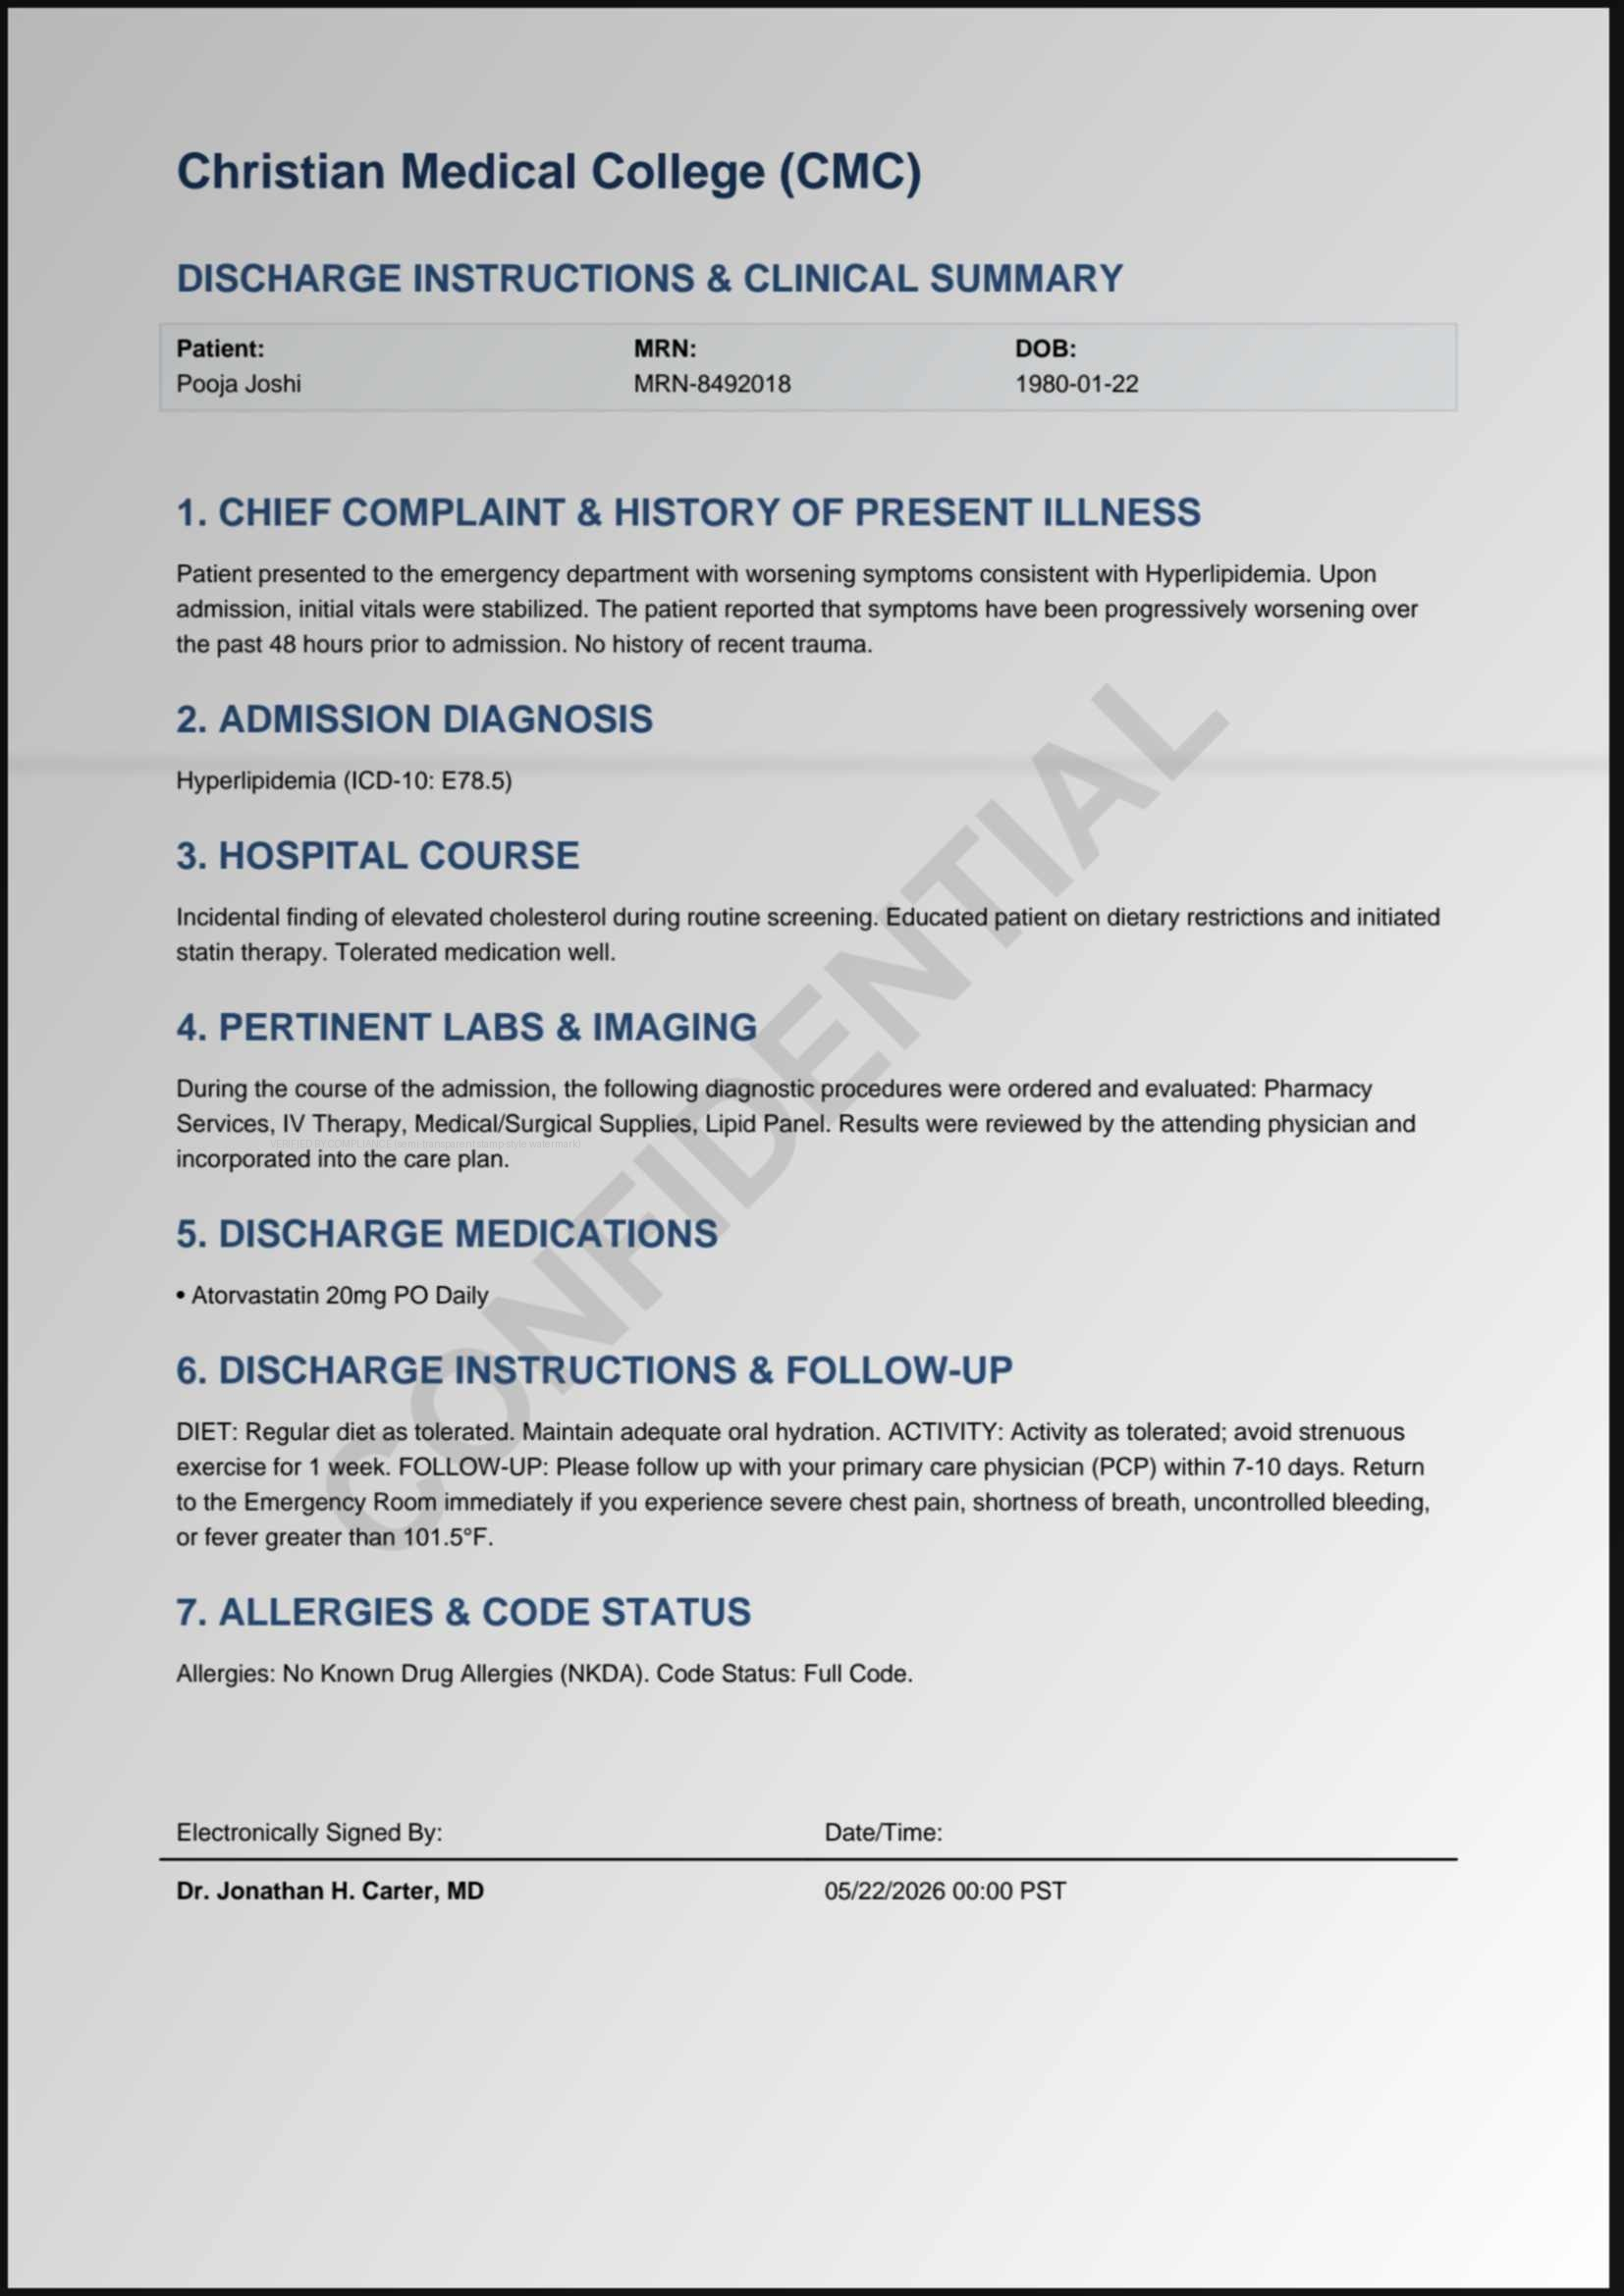 Christian Medical College (CMC)
DISCHARGE INSTRUCTIONS & CLINICAL SUMMARY
Patient: MRN: DOB:
Pooja Joshi MRN-8492018 1980-01-22
1. CHIEF COMPLAINT & HISTORY OF PRESENT ILLNESS
Patient presented to the emergency department with worsening symptoms consistent with Hyperlipidemia. Upon
admission, initial vitals were stabilized. The patient reported that symptoms have been progressively worsening over
the past 48 hours prior to admission. No history of recent trauma.
2. ADMISSION DIAGNOSIS
Hyperlipidemia (ICD-10: E78.5)
3. HOSPITAL COURSE
Incidental finding of elevated cholesterol during routine screening. Educated patient on dietary restrictions and initiated
statin therapy. Tolerated medication well.
4. PERTINENT LABS & IMAGING
During the course of the admission, the following diagnostic procedures were ordered and evaluated: Pharmacy
Services, IV Therapy, Medical/Surgical Supplies, Lipid Panel. Results were reviewed by the attending physician and
VERIFIED BY COMPLIANCE (semi-transparent stamp style watermark)
incorporated into the care plan.
5. DISCHARGE MEDICATIONS
• Atorvastatin 20mg PO Daily
6. DISCHARGE INSTRUCTIONS & FOLLOW-UP
DIET: Regular diet as tolerated. Maintain adequate oral hydration. ACTIVITY: Activity as tolerated; avoid strenuous
exercise for 1 week. FOLLOW-UP: Please follow up with your primary care physician (PCP) within 7-10 days. Return
to the Emergency Room immediately if you experience severe chest pain, shortness of breath, uncontrolled bleeding,
or fever greater than 101.5°F.
7. ALLERGIES & CODE STATUS
Allergies: No Known Drug Allergies (NKDA). Code Status: Full Code.
Electronically Signed By: Date/Time:
Dr. Jonathan H. Carter, MD 05/22/2026 00:00 PST
CONFIDENTIAL